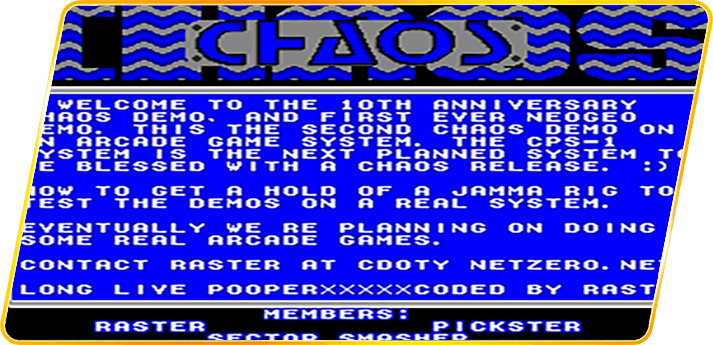 CHAOS
CHAOS
WELCOME TO THE 10TH ANNIVERSARY
HAOS DEMO. AND FIRST EVER NEOGEO
EMO. THIS THE SECOND CHAOS DEMO ON
N ARCADE GAME SYSTEM. THE CPS-1
YSTEM IS THE NEXT PLANNED SYSTEM TO
E BLESSED WITH A CHAOS RELEASE. :)
OW TO GET A HOLD OF A JAMMA RIG TO
TEST THE DEMOS ON A REAL SYSTEM.
EVENTUALLY WE RE PLANNING ON DOING
SOME REAL ARCADE GAMES.
CONTACT RASTER AT CDOTY NETZERO.NE
LONG LIVE POOPERXXXXXCODED BY RAST
MEMBERS:
RASTER PICKSTER
SECTOR SMASHER